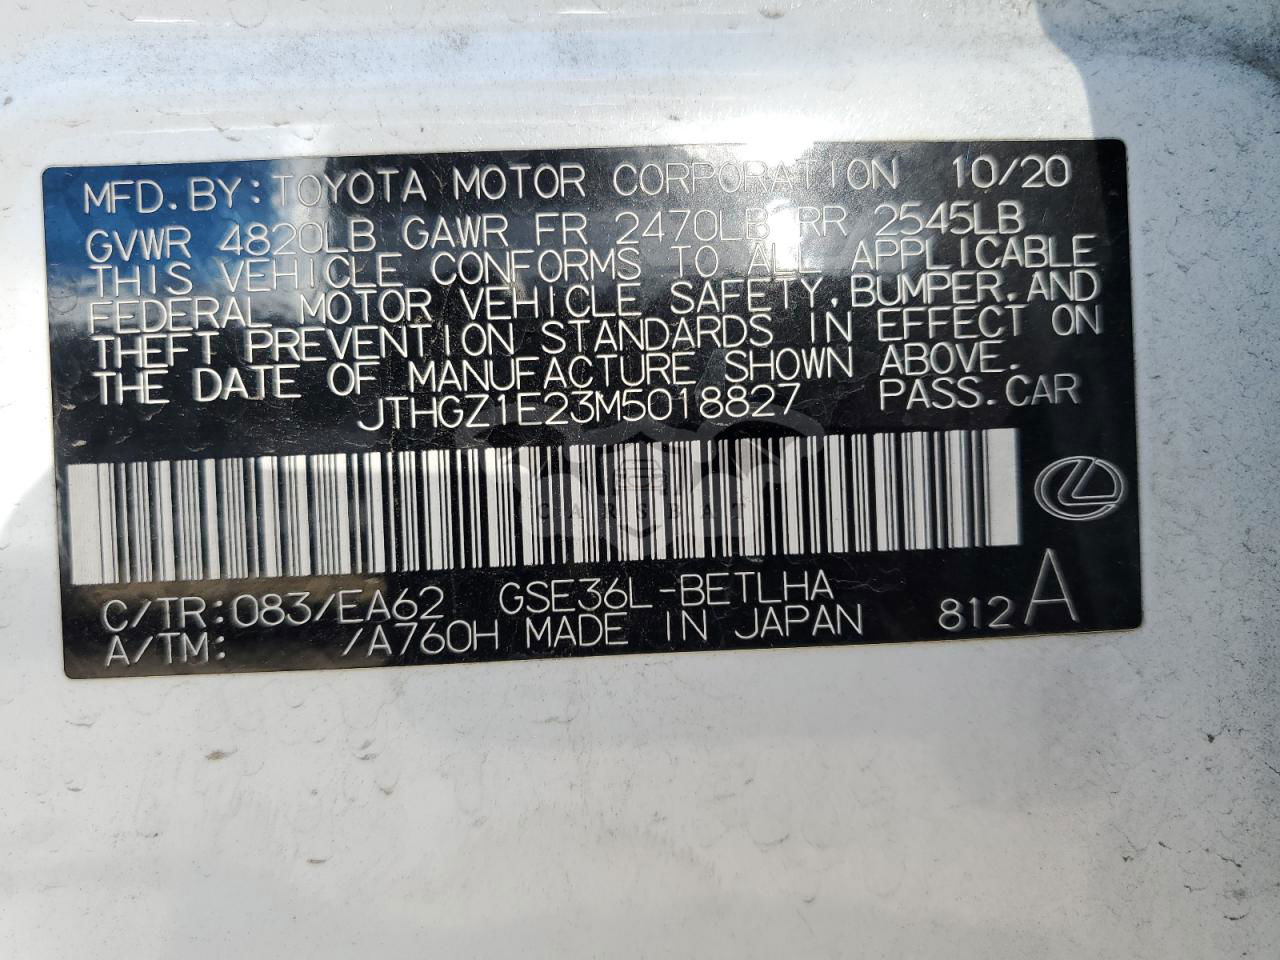 MFD. BY: TOYOTA MOTOR CORPORATION 10/20
GVWR 4820LB GAWR FR 2470LB RR 2545LB
THIS VEHICLE CONFORMS TO ALL APPLICABLE
FEDERAL MOTOR VEHICLE SAFETY, BUMPER, AND
THEFT PREVENTION STANDARDS IN EFFECT ON
THE DATE OF MANUFACTURE SHOWN ABOVE.
JTHGZ1E23M5018827 PASS. CAR
CARSBAT
C/TR: 083/EA62 GSE36L-BETLHA
A/TM: /A760H MADE IN JAPAN 812 A